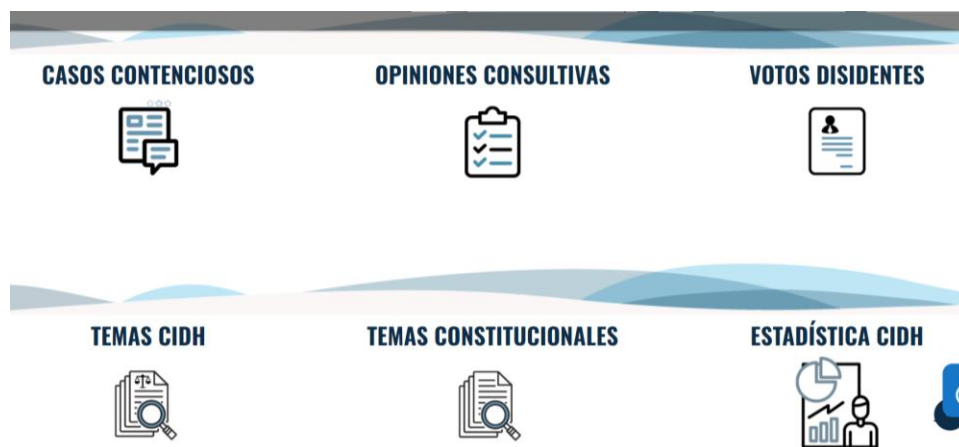 CASOS CONTENCIOSOS
OPINIONES CONSULTIVAS
VOTOS DISIDENTES
TEMAS CIDH
TEMAS CONSTITUCIONALES
ESTADÍSTICA CIDH